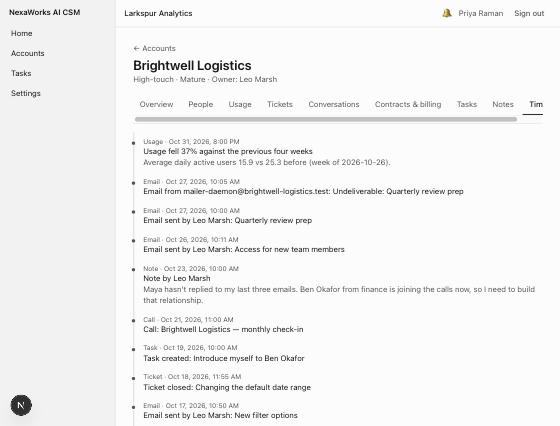 NexaWorks AI CSM
Home
Accounts
Tasks
Settings
N
Larkspur Analytics
Priya Raman
Sign out
← Accounts
Brightwell Logistics
High-touch · Mature · Owner: Leo Marsh
Overview People Usage Tickets Conversations Contracts & billing Tasks Notes Tim
Usage · Oct 31, 2026, 8:00 PM
Usage fell 37% against the previous four weeks
Average daily active users 15.9 vs 25.3 before (week of 2026-10-26).
Email · Oct 27, 2026, 10:05 AM
Email from mailer-daemon@brightwell-logistics.test: Undeliverable: Quarterly review prep
Email · Oct 27, 2026, 10:00 AM
Email sent by Leo Marsh: Quarterly review prep
Email · Oct 26, 2026, 10:11 AM
Email sent by Leo Marsh: Access for new team members
Note · Oct 23, 2026, 10:00 AM
Note by Leo Marsh
Maya hasn't replied to my last three emails. Ben Okafor from finance is joining the calls now, so I need to build
that relationship.
Call · Oct 21, 2026, 11:00 AM
Call: Brightwell Logistics — monthly check-in
Task · Oct 19, 2026, 10:00 AM
Task created: Introduce myself to Ben Okafor
Ticket · Oct 18, 2026, 11:55 AM
Ticket closed: Changing the default date range
Email · Oct 17, 2026, 10:50 AM
Email sent by Leo Marsh: New filter options